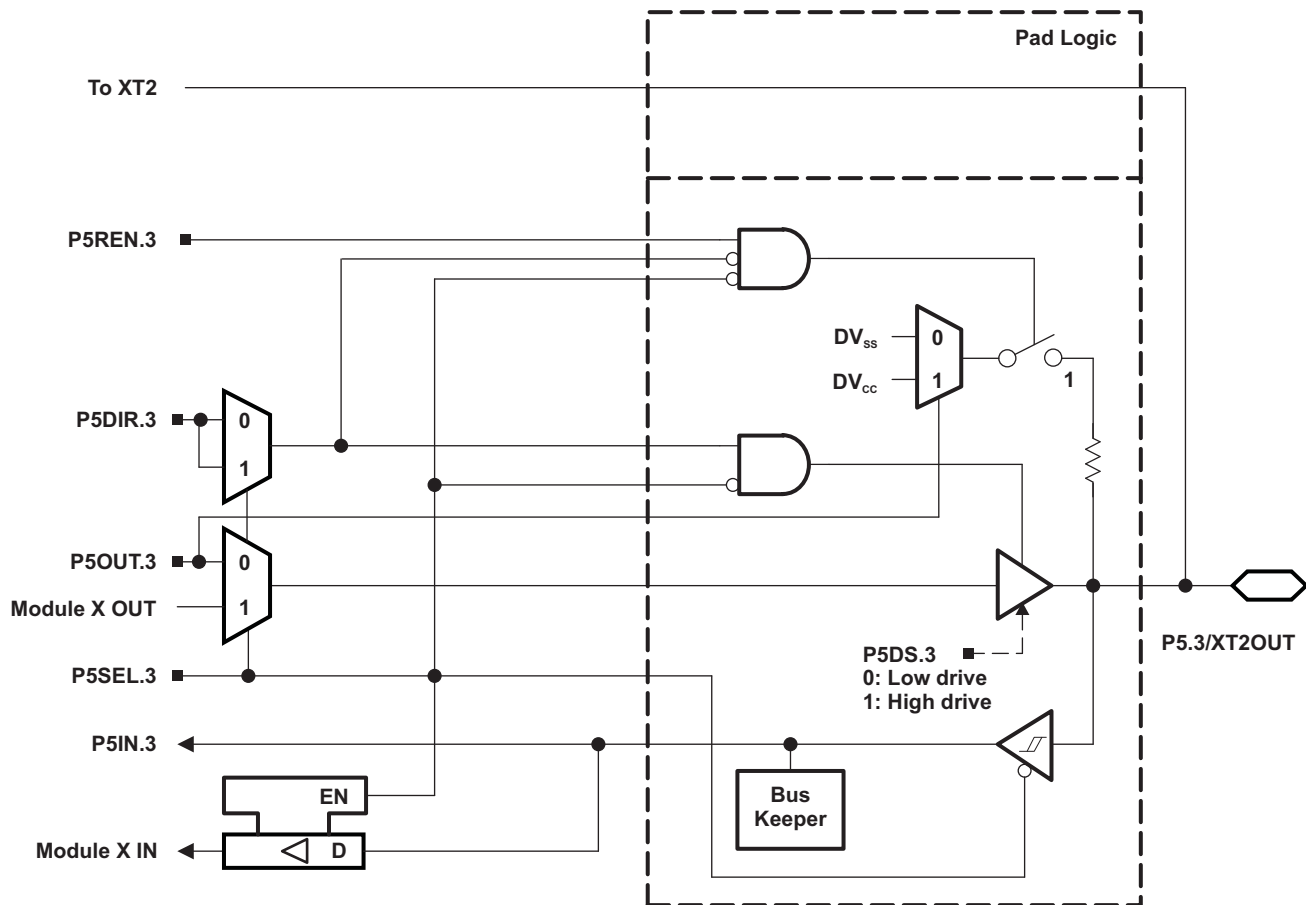 Pad Logic
To XT2
P5REN.3
DVSS
0
DVCC
1
1
P5DIR.3
0
1
P5OUT.3
0
Module X OUT
1
P5DS.3
0: Low drive
1: High drive
P5.3/XT2OUT
P5SEL.3
P5IN.3
EN
Bus
Keeper
Module X IN
D